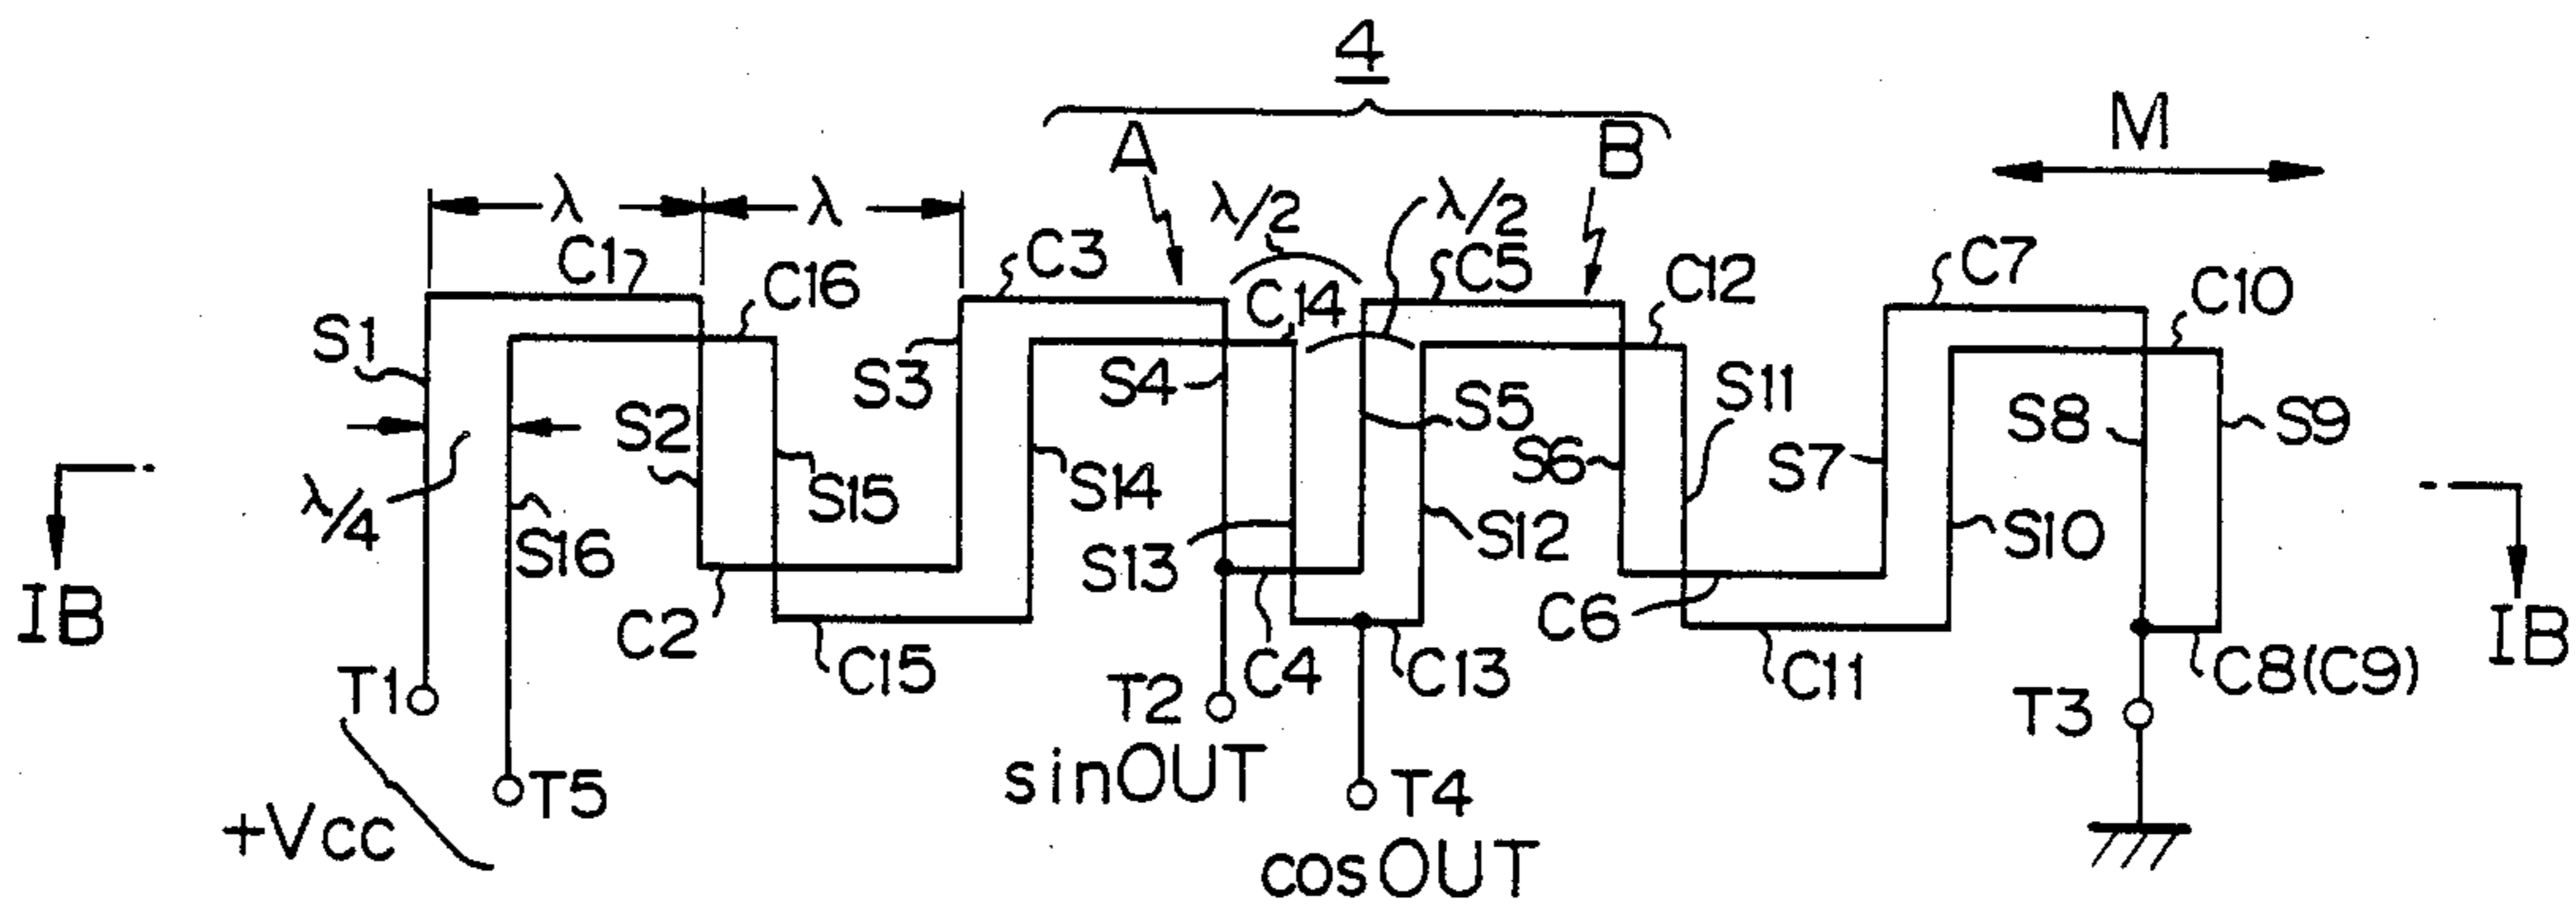 4
A B M
λ λ λ/2 λ/2
C1 C16 C3 C14 C5 C12 C7 C10
S1 S2 S3 S4 S5 S6 S11 S7 S8 S9
λ/4 S16 S15 S14 S13 S12 S10
IB C2 C15 C4 C13 C6 C11 C8(C9) IB
T1 T2 T3
sinOUT
+Vcc T5 T4
cosOUT